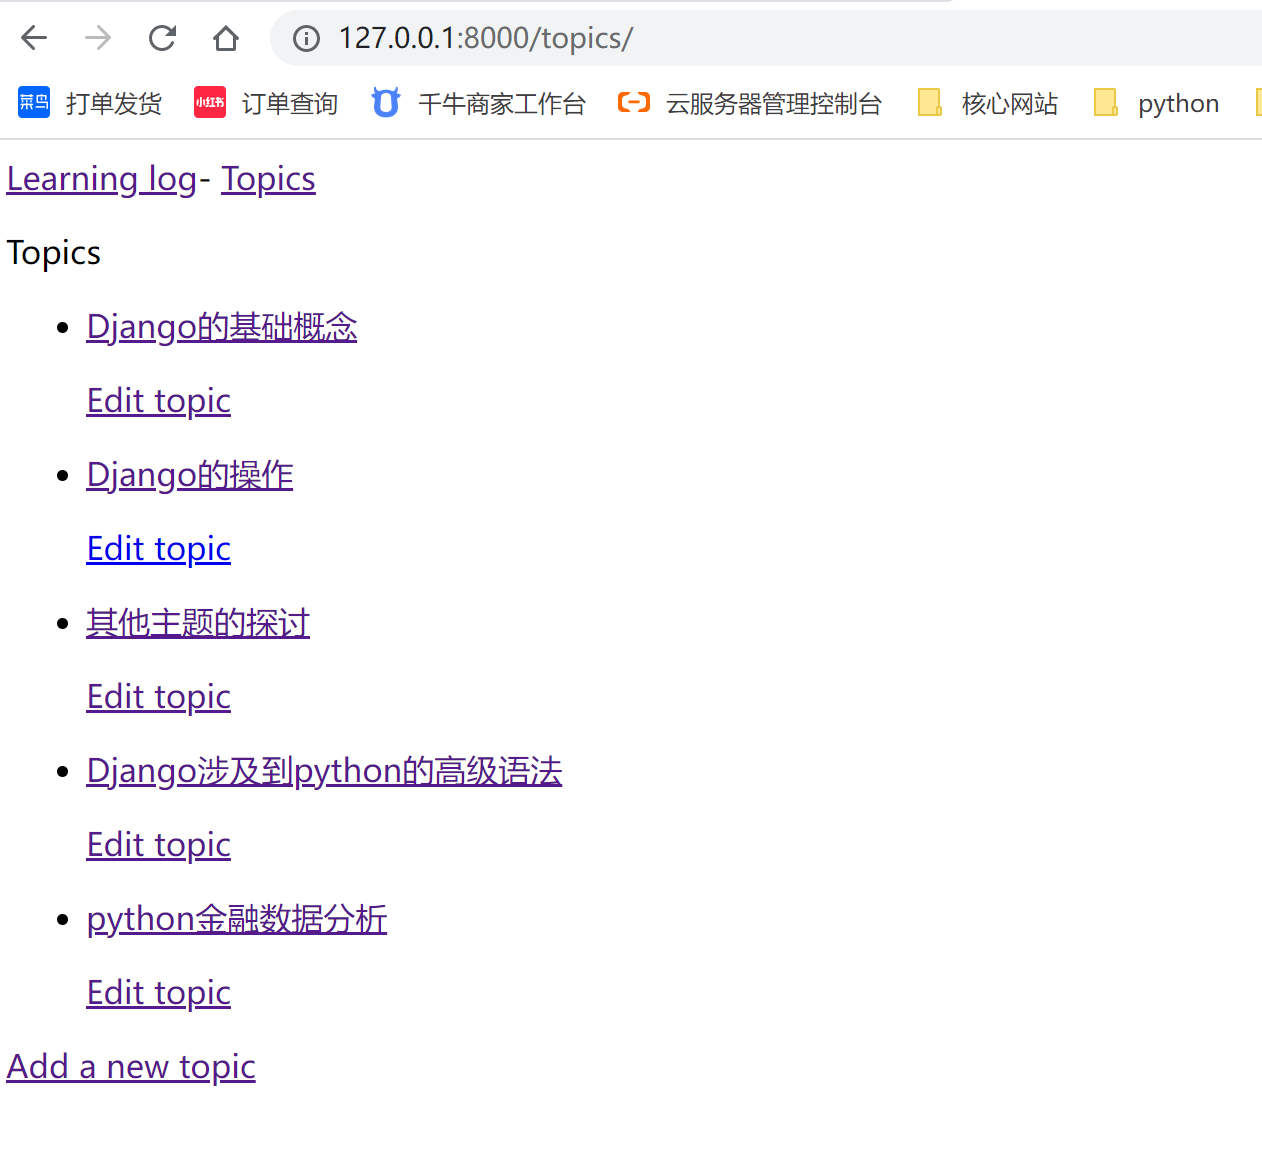 127.0.0.1:8000/topics/
菜鸟 打单发货 小红书 订单查询 千牛商家工作台 云服务器管理控制台 核心网站 python
Learning log- Topics
Topics
Django的基础概念
Edit topic
Django的操作
Edit topic
其他主题的探讨
Edit topic
Django涉及到python的高级语法
Edit topic
python金融数据分析
Edit topic
Add a new topic